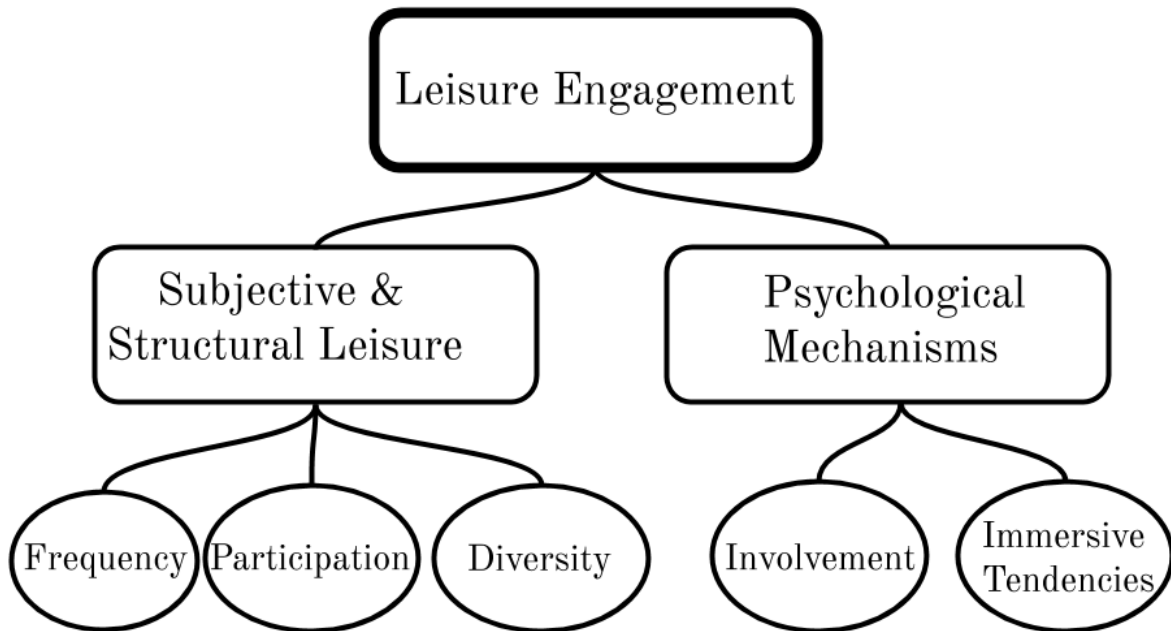 Leisure Engagement
Subjective &
Structural Leisure
Psychological
Mechanisms
Frequency
Participation
Diversity
Involvement
Immersive
Tendencies